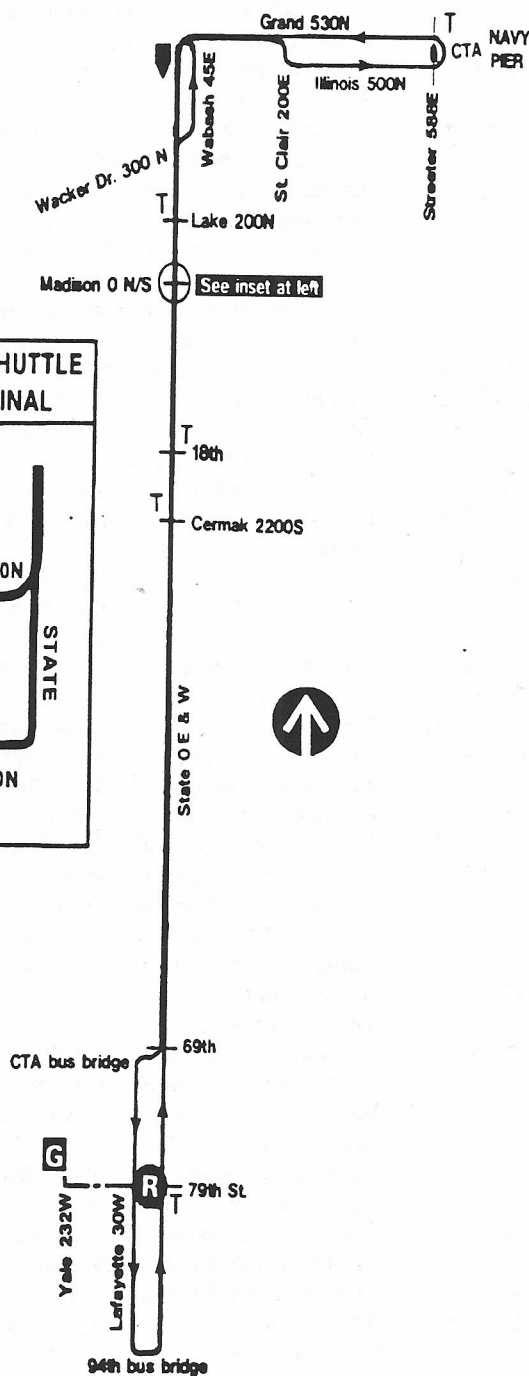 Grand 530N
T
CTA
NAVY
PIER
Wabash 45E
St. Clair 200E
Illinois 500N
Streeter 588E
Wacker Dr. 300 N
T
Lake 200N
Madison 0 N/S
See inset at left
HUTTLE
INAL
T
18th
T
Cermak 2200S
ON
STATE
ON
State 0 E & W
69th
CTA bus bridge
G
R
79th St.
T
Yale 232W
Lafayette 30W
94th bus bridge